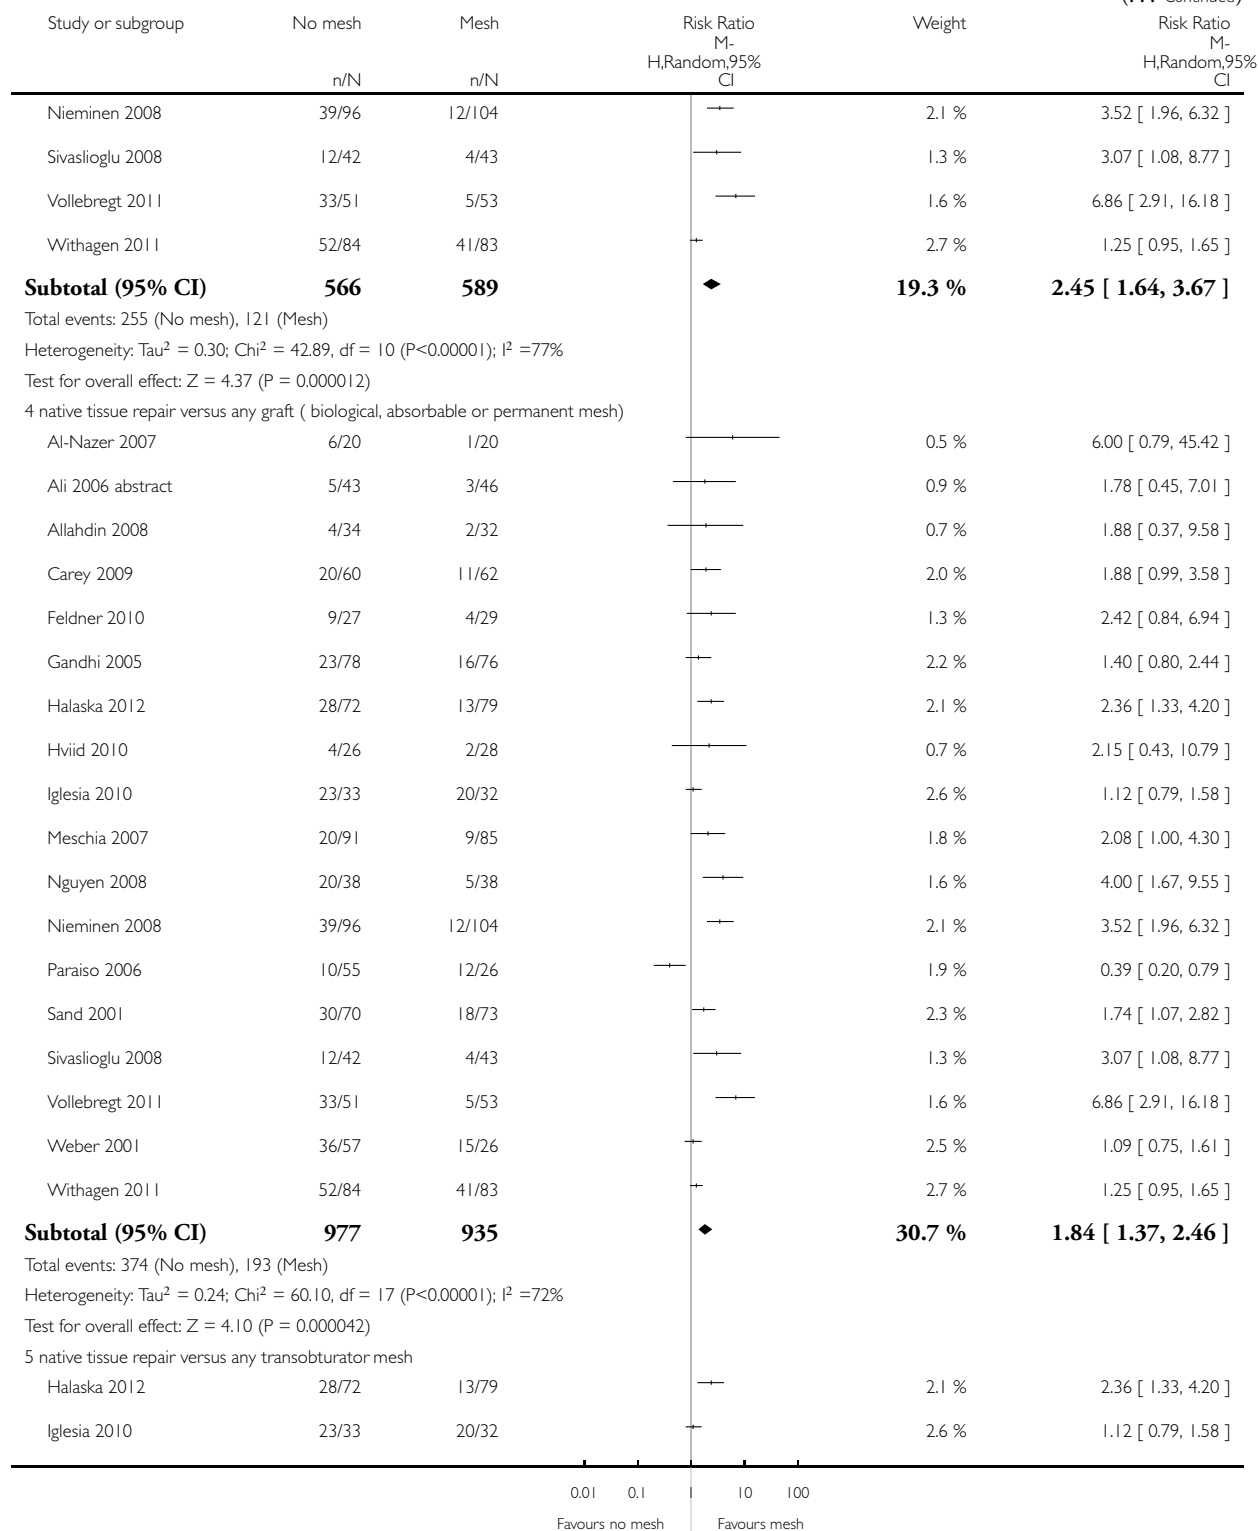 (. . . Continued)
Study or subgroup No mesh Mesh Risk Ratio Weight Risk Ratio
M- M-
H,Random,95% H,Random,95%
n/N n/N CI CI
Nieminen 2008 39/96 12/104 2.1 % 3.52 [ 1.96, 6.32 ]
Sivaslioglu 2008 12/42 4/43 1.3 % 3.07 [ 1.08, 8.77 ]
Vollebregt 2011 33/51 5/53 1.6 % 6.86 [ 2.91, 16.18 ]
Withagen 2011 52/84 41/83 2.7 % 1.25 [ 0.95, 1.65 ]
Subtotal (95% CI) 566 589 19.3 % 2.45 [ 1.64, 3.67 ]
Total events: 255 (No mesh), 121 (Mesh)
Heterogeneity: Tau² = 0.30; Chi² = 42.89, df = 10 (P<0.00001); I² =77%
Test for overall effect: Z = 4.37 (P = 0.000012)
4 native tissue repair versus any graft ( biological, absorbable or permanent mesh)
Al-Nazer 2007 6/20 1/20 0.5 % 6.00 [ 0.79, 45.42 ]
Ali 2006 abstract 5/43 3/46 0.9 % 1.78 [ 0.45, 7.01 ]
Allahdin 2008 4/34 2/32 0.7 % 1.88 [ 0.37, 9.58 ]
Carey 2009 20/60 11/62 2.0 % 1.88 [ 0.99, 3.58 ]
Feldner 2010 9/27 4/29 1.3 % 2.42 [ 0.84, 6.94 ]
Gandhi 2005 23/78 16/76 2.2 % 1.40 [ 0.80, 2.44 ]
Halaska 2012 28/72 13/79 2.1 % 2.36 [ 1.33, 4.20 ]
Hviid 2010 4/26 2/28 0.7 % 2.15 [ 0.43, 10.79 ]
Iglesia 2010 23/33 20/32 2.6 % 1.12 [ 0.79, 1.58 ]
Meschia 2007 20/91 9/85 1.8 % 2.08 [ 1.00, 4.30 ]
Nguyen 2008 20/38 5/38 1.6 % 4.00 [ 1.67, 9.55 ]
Nieminen 2008 39/96 12/104 2.1 % 3.52 [ 1.96, 6.32 ]
Paraiso 2006 10/55 12/26 1.9 % 0.39 [ 0.20, 0.79 ]
Sand 2001 30/70 18/73 2.3 % 1.74 [ 1.07, 2.82 ]
Sivaslioglu 2008 12/42 4/43 1.3 % 3.07 [ 1.08, 8.77 ]
Vollebregt 2011 33/51 5/53 1.6 % 6.86 [ 2.91, 16.18 ]
Weber 2001 36/57 15/26 2.5 % 1.09 [ 0.75, 1.61 ]
Withagen 2011 52/84 41/83 2.7 % 1.25 [ 0.95, 1.65 ]
Subtotal (95% CI) 977 935 30.7 % 1.84 [ 1.37, 2.46 ]
Total events: 374 (No mesh), 193 (Mesh)
Heterogeneity: Tau² = 0.24; Chi² = 60.10, df = 17 (P<0.00001); I² =72%
Test for overall effect: Z = 4.10 (P = 0.000042)
5 native tissue repair versus any transobturator mesh
Halaska 2012 28/72 13/79 2.1 % 2.36 [ 1.33, 4.20 ]
Iglesia 2010 23/33 20/32 2.6 % 1.12 [ 0.79, 1.58 ]
0.01 0.1 1 10 100
Favours no mesh Favours mesh